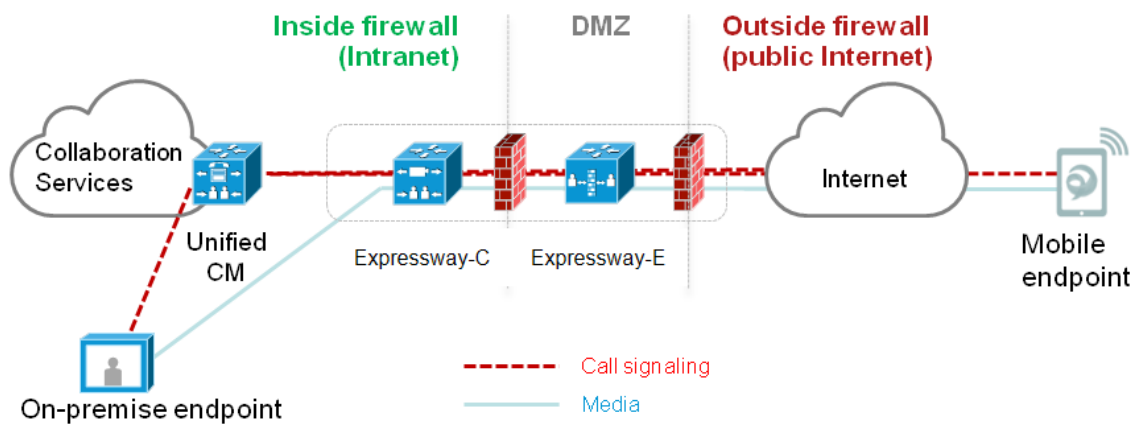 Inside firewall
(Intranet)
DMZ
Outside firewall
(public Internet)
Collaboration
Services
Internet
Unified
CM
Expressway-C
Expressway-E
Mobile
endpoint
On-premise endpoint
Call signaling
Media